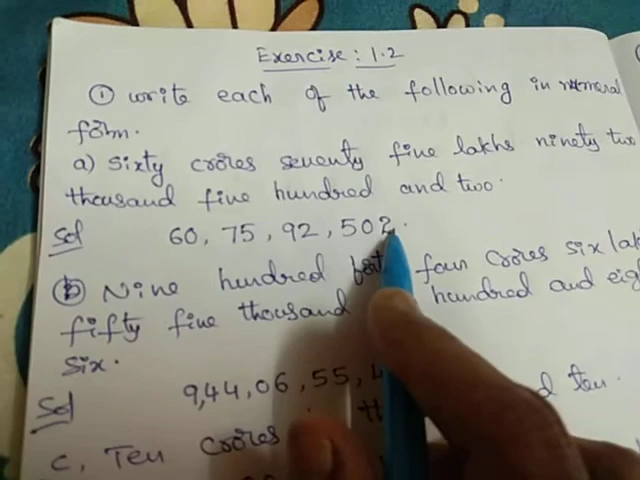 Exercise : 1.2
① Write each of the following in numeral
form.
a) Sixty crores seventy five lakhs ninety two
thousand five hundred and two.
Sol 60, 75, 92, 502.
ⓑ Nine hundred four crores six
fifty five thousand hundred and
six.
Sol 9,44, 06, 55,
ten.
c, Ten crores